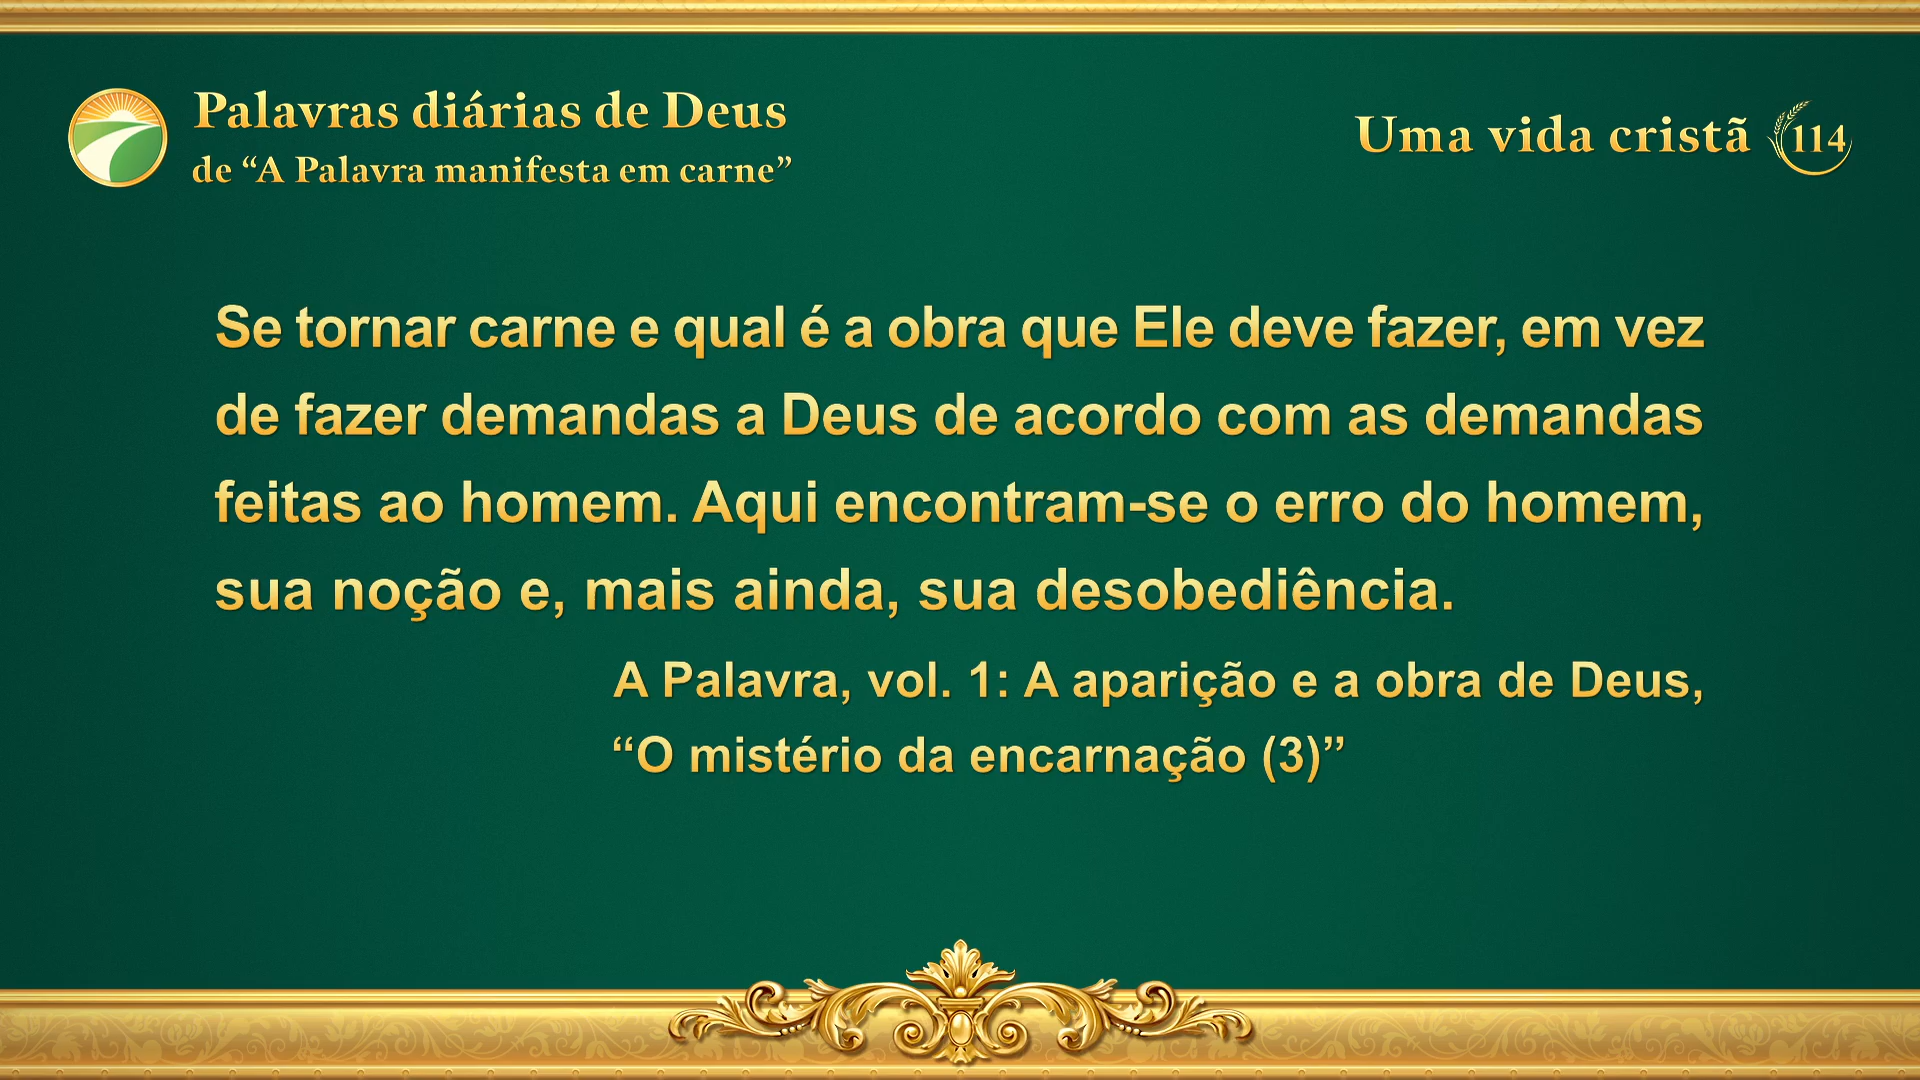 Palavras diárias de Deus
de “A Palavra manifesta em carne”
Uma vida cristã 114
Se tornar carne e qual é a obra que Ele deve fazer, em vez
de fazer demandas a Deus de acordo com as demandas
feitas ao homem. Aqui encontram-se o erro do homem,
sua noção e, mais ainda, sua desobediência.
A Palavra, vol. 1: A aparição e a obra de Deus,
“O mistério da encarnação (3)”